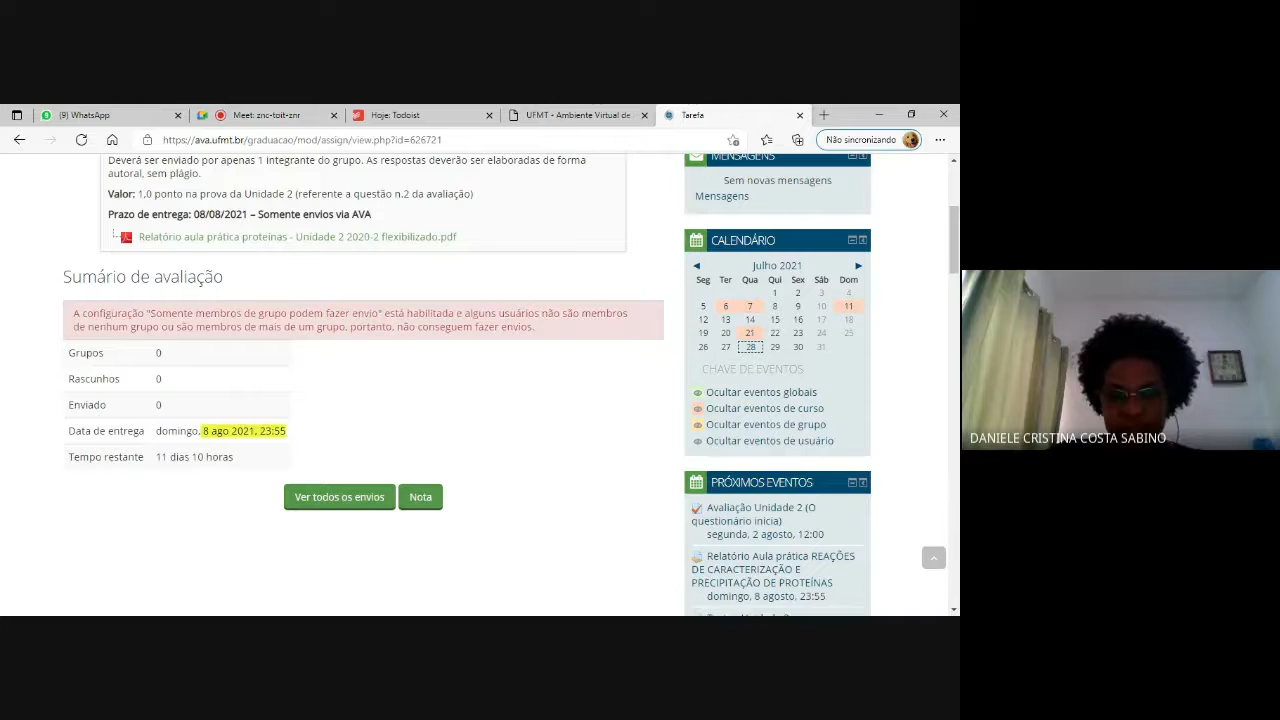 (9) WhatsApp
Meet: znc-toit-znr
Hoje: Todoist
UFMT - Ambiente Virtual de
Tarefa
https://ava.ufmt.br/graduacao/mod/assign/view.php?id=626721
Não sincronizando
Deverá ser enviado por apenas 1 integrante do grupo. As respostas deverão ser elaboradas de forma
autoral, sem plágio.
Valor: 1,0 ponto na prova da Unidade 2 (referente a questão n.2 da avaliação)
Prazo de entrega: 08/08/2021 – Somente envios via AVA
Relatório aula prática proteínas - Unidade 2 2020-2 flexibilizado.pdf
Sumário de avaliação
A configuração "Somente membros de grupo podem fazer envio" está habilitada e alguns usuários não são membros
de nenhum grupo ou são membros de mais de um grupo, portanto, não conseguem fazer envios.
Grupos 0
Rascunhos 0
Enviado 0
Data de entrega domingo, 8 ago 2021, 23:55
Tempo restante 11 dias 10 horas
Ver todos os envios Nota
MENSAGENS
Sem novas mensagens
Mensagens
CALENDÁRIO
Julho 2021
Seg Ter Qua Qui Sex Sáb Dom
1 2 3 4
5 6 7 8 9 10 11
12 13 14 15 16 17 18
19 20 21 22 23 24 25
26 27 28 29 30 31
CHAVE DE EVENTOS
Ocultar eventos globais
Ocultar eventos de curso
Ocultar eventos de grupo
Ocultar eventos de usuário
PRÓXIMOS EVENTOS
Avaliação Unidade 2 (O
questionário inicia)
segunda, 2 agosto, 12:00
Relatório Aula prática REAÇÕES
DE CARACTERIZAÇÃO E
PRECIPITAÇÃO DE PROTEÍNAS
domingo, 8 agosto, 23:55
DANIELE CRISTINA COSTA SABINO